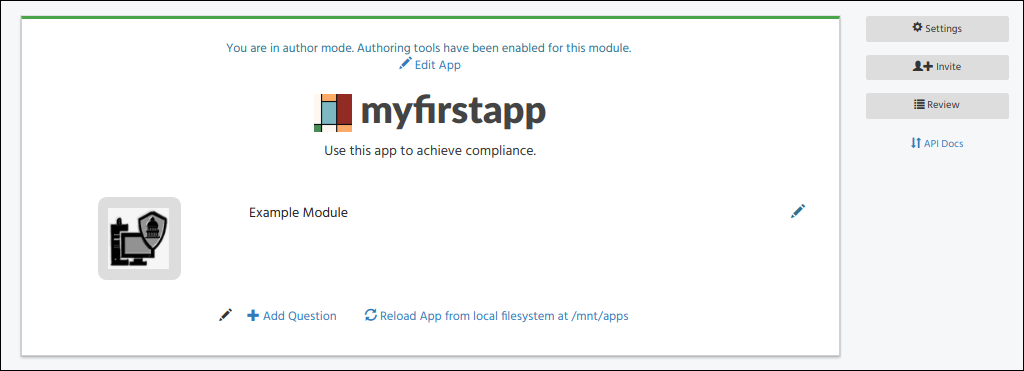 You are in author mode. Authoring tools have been enabled for this module.
Edit App
myfirstapp
Use this app to achieve compliance.
Example Module
Add Question
Reload App from local filesystem at /mnt/apps
Settings
Invite
Review
API Docs